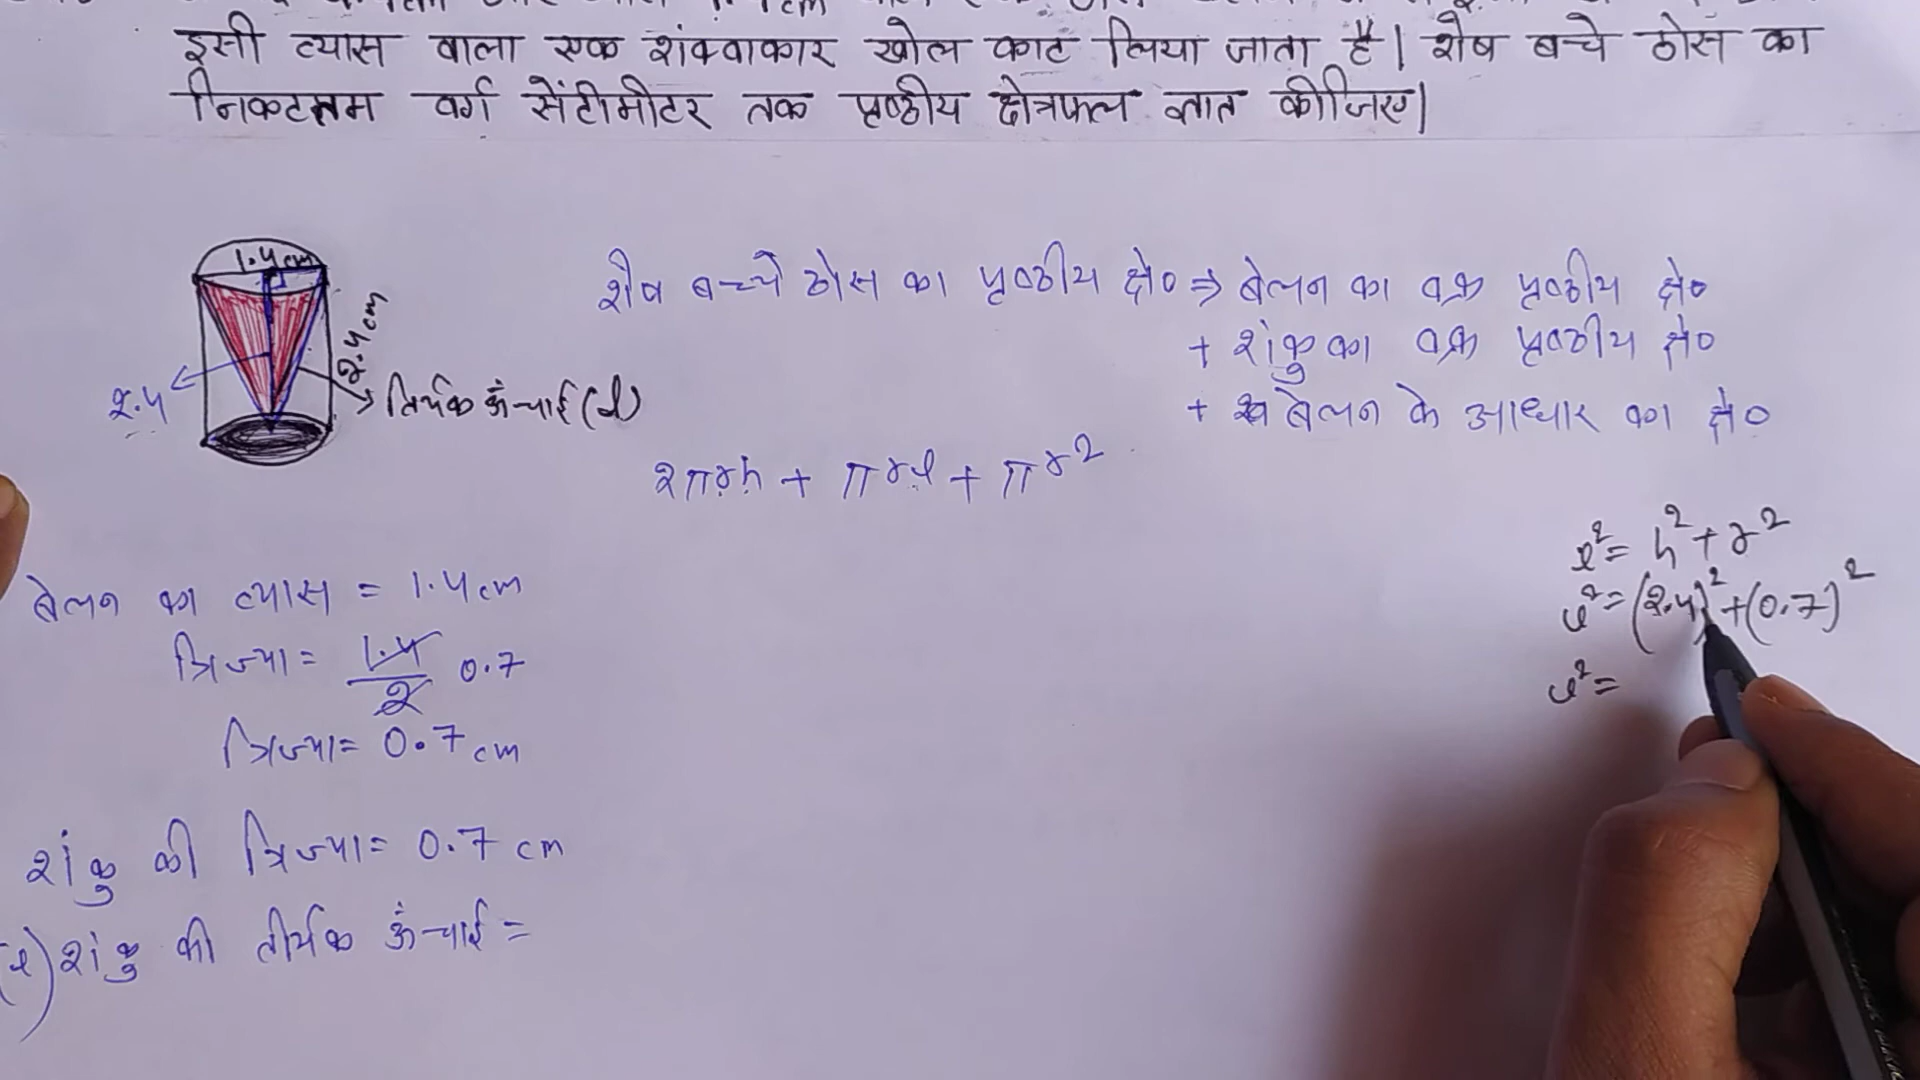 इसी व्यास वाला एक शंक्वाकार खोल काट लिया जाता है। शेष बचे ठोस का
निकटतम वर्ग सेंटीमीटर तक पृष्ठीय क्षेत्रफल ज्ञात कीजिए।
1.4cm
2.4cm
2.4
तिर्यक ऊँचाई (l)
शेष बच्चे ठोस का पृष्ठीय क्षे० ⇒ बेलन का वक्र पृष्ठीय क्षे०
+ शंकु का वक्र पृष्ठीय क्षे०
+ बेलन के आधार का क्षे०
2πrh + πrl + πr²
l² = h² + r²
l² = (2.4)² + (0.7)²
l² =
बेलन का व्यास = 1.4cm
त्रिज्या = 1.4/2 0.7
त्रिज्या = 0.7cm
शंकु की त्रिज्या = 0.7 cm
(l) शंकु की तीर्यक ऊँचाई =